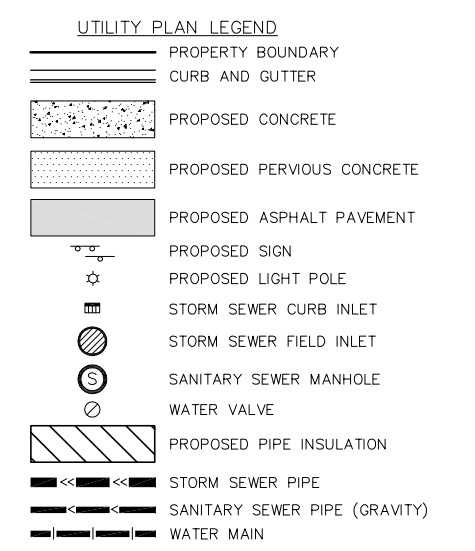 UTILITY PLAN LEGEND
PROPERTY BOUNDARY
CURB AND GUTTER
PROPOSED CONCRETE
PROPOSED PERVIOUS CONCRETE
PROPOSED ASPHALT PAVEMENT
PROPOSED SIGN
PROPOSED LIGHT POLE
STORM SEWER CURB INLET
STORM SEWER FIELD INLET
S SANITARY SEWER MANHOLE
WATER VALVE
PROPOSED PIPE INSULATION
<< << STORM SEWER PIPE
< < SANITARY SEWER PIPE (GRAVITY)
WATER MAIN